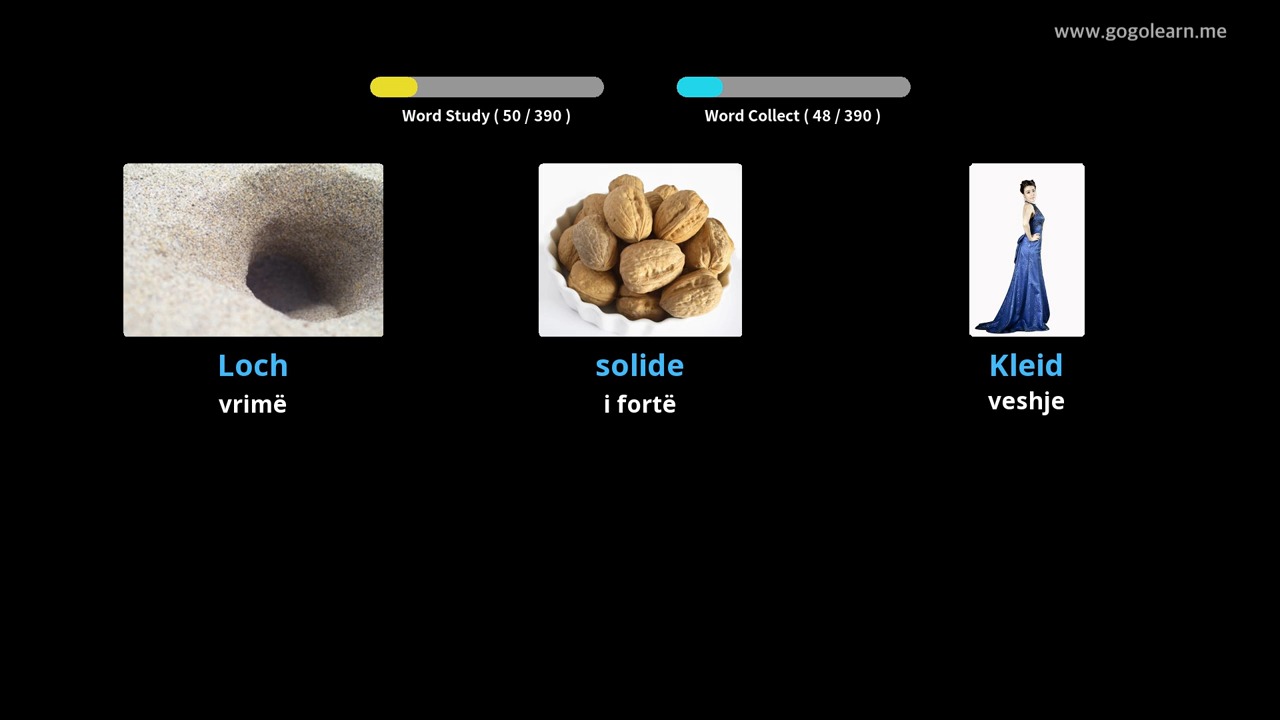 www.gogolearn.me
Word Study ( 50 / 390 )
Word Collect ( 48 / 390 )
Loch
vrimë
solide
i fortë
Kleid
veshje